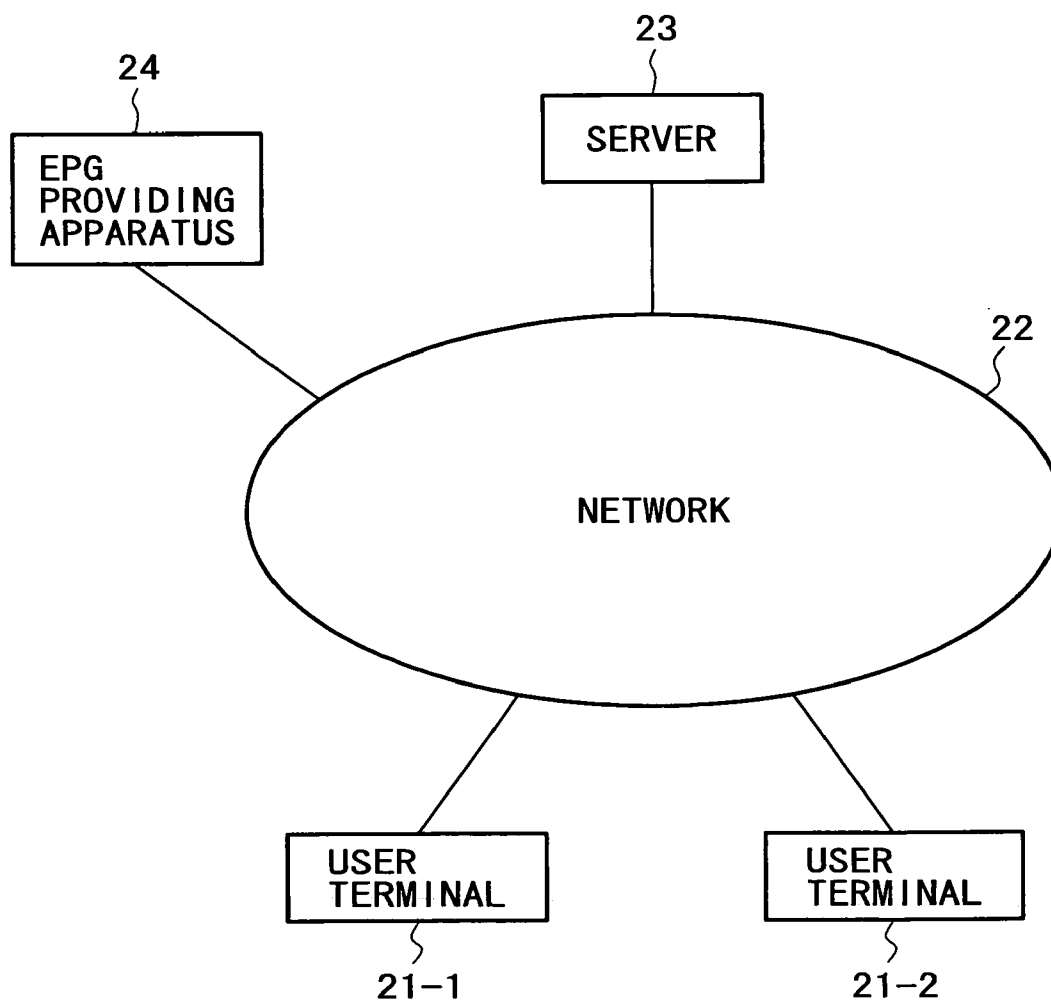 23
24
SERVER
EPG
PROVIDING
APPARATUS
22
NETWORK
USER
TERMINAL
USER
TERMINAL
21-1
21-2